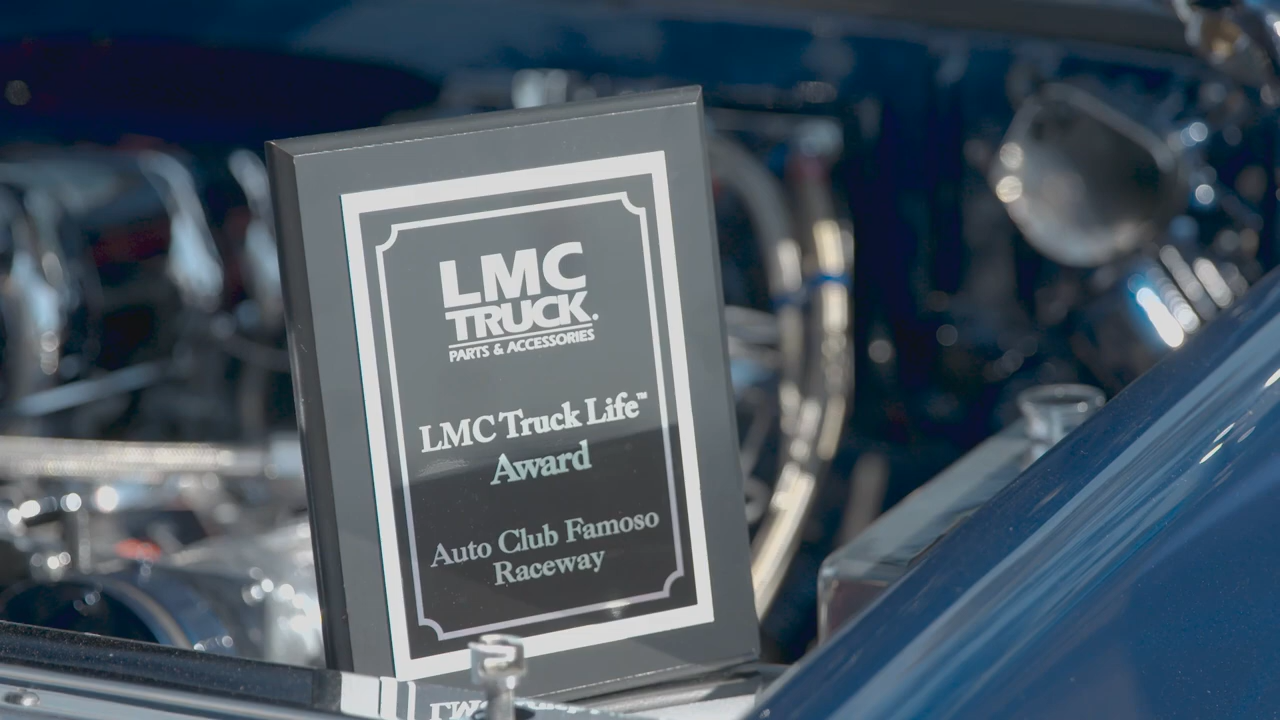 LMC
TRUCK.
PARTS & ACCESSORIES
LMC Truck Life™
Award
Auto Club Famoso
Raceway